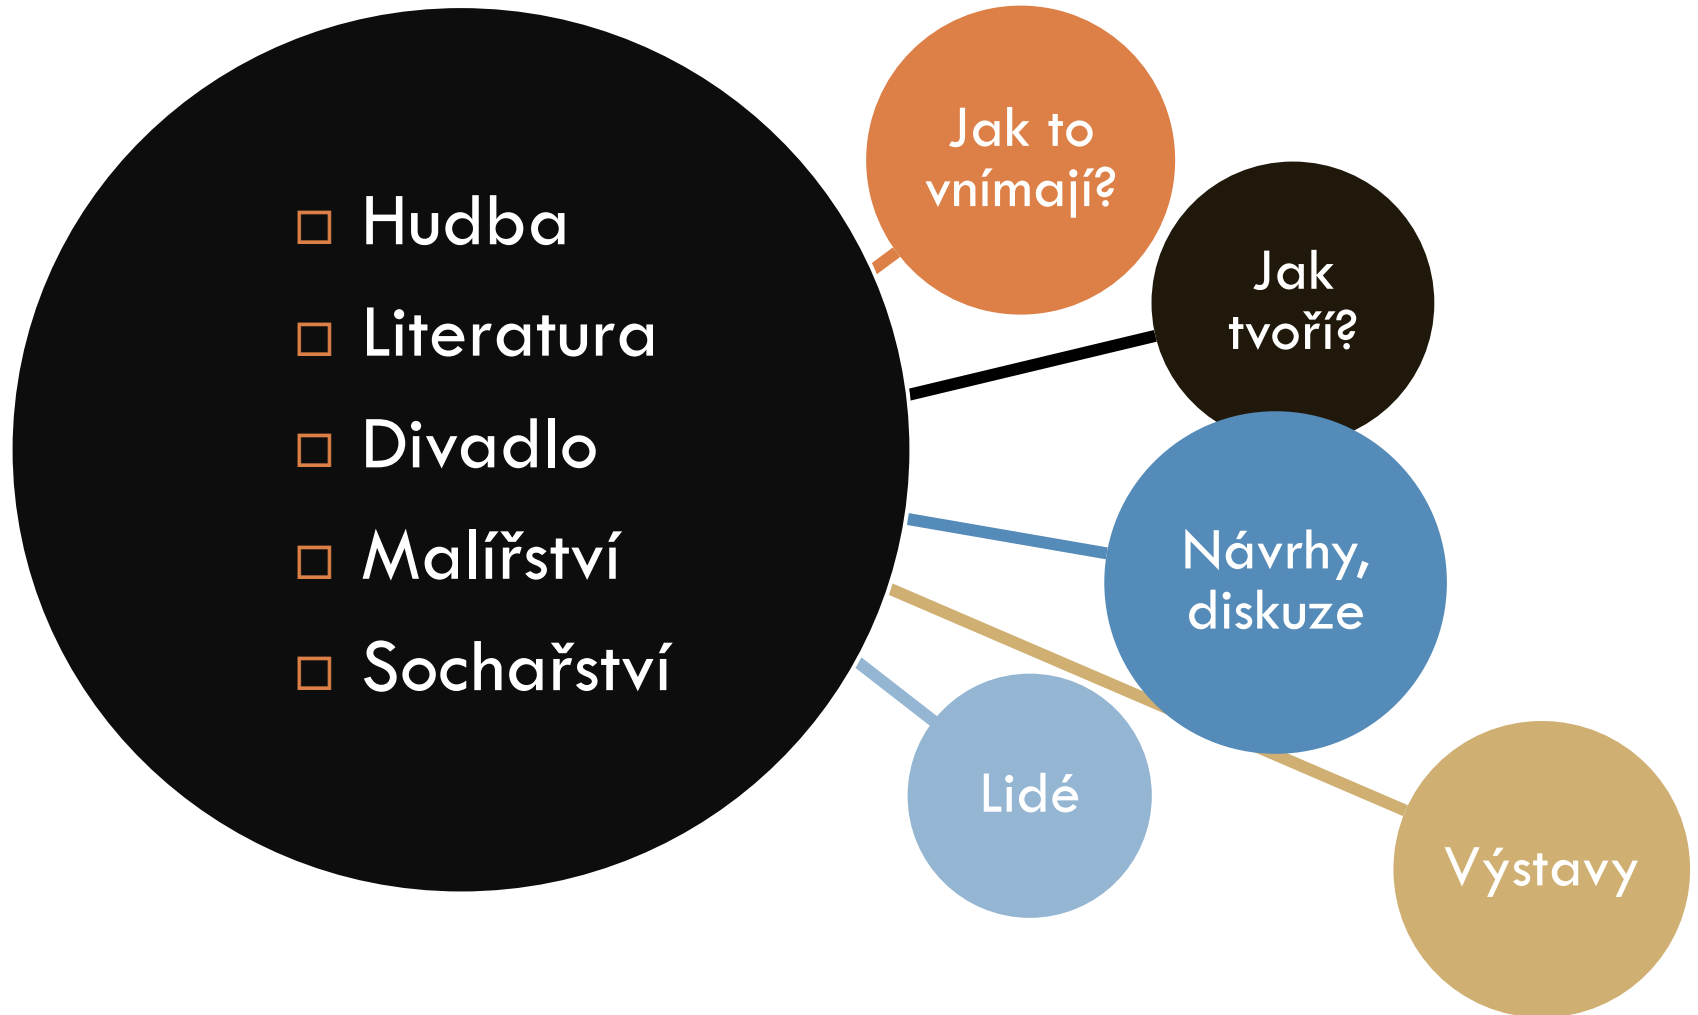 Hudba
Literatura
Divadlo
Malířství
Sochařství
Jak to
vnímají?
Jak
tvoří?
Návrhy,
diskuze
Lidé
Výstavy